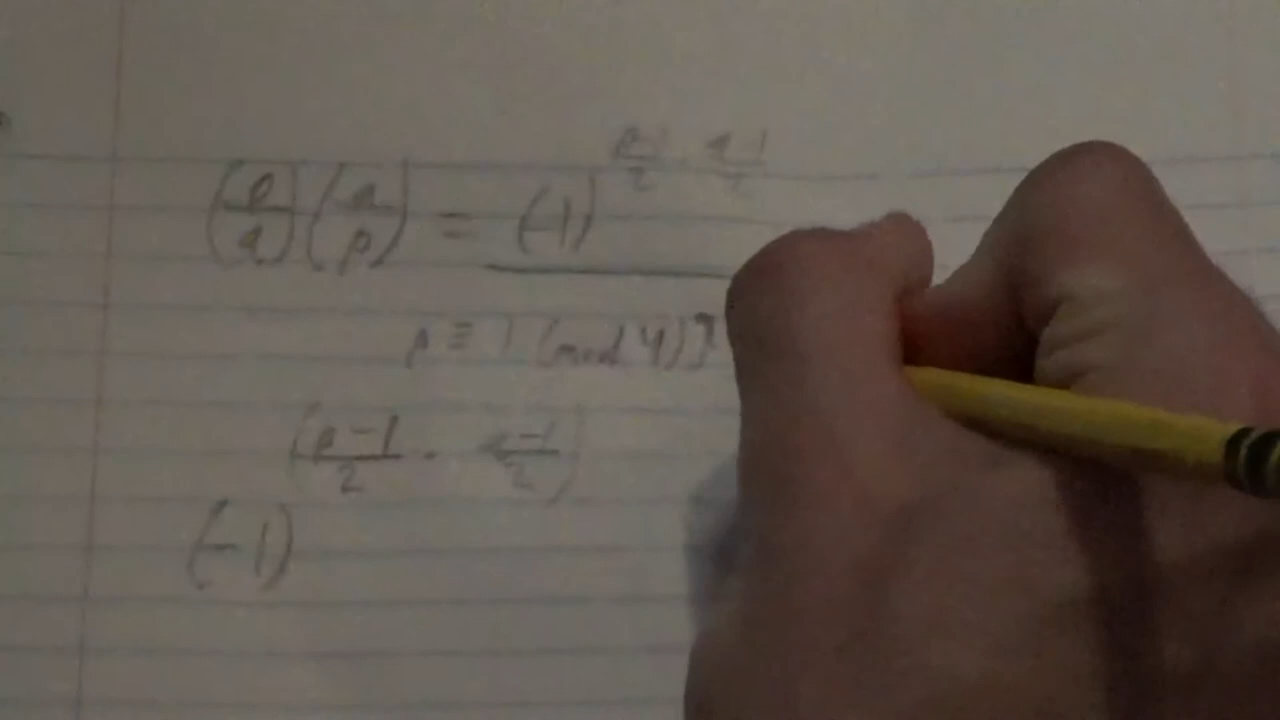 (p/q)(q/p) = (-1)^((p-1)/2 · (q-1)/2)
p ≡ 1 (mod 4)]
((p-1)/2 · (q-1)/2)
(-1)